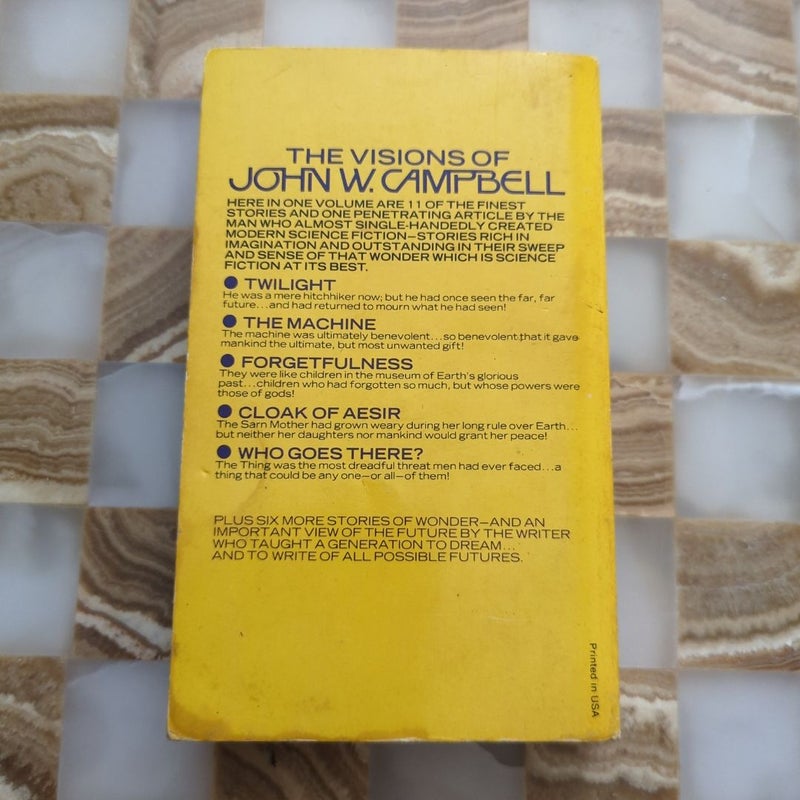 THE VISIONS OF
JOHN W. CAMPBELL
HERE IN ONE VOLUME ARE 11 OF THE FINEST
STORIES AND ONE PENETRATING ARTICLE BY THE
MAN WHO ALMOST SINGLE-HANDEDLY CREATED
MODERN SCIENCE FICTION—STORIES RICH IN
IMAGINATION AND OUTSTANDING IN THEIR SWEEP
AND SENSE OF THAT WONDER WHICH IS SCIENCE
FICTION AT ITS BEST.
● TWILIGHT
He was a mere hitchhiker now; but he had once seen the far, far
future...and had returned to mourn what he had seen!
● THE MACHINE
The machine was ultimately benevolent...so benevolent that it gave
mankind the ultimate, but most unwanted gift!
● FORGETFULNESS
They were like children in the museum of Earth's glorious
past...children who had forgotten so much, but whose powers were
those of gods!
● CLOAK OF AESIR
The Sarn Mother had grown weary during her long rule over Earth...
but neither her daughters nor mankind would grant her peace!
● WHO GOES THERE?
The Thing was the most dreadful threat men had ever faced...a
thing that could be any one—or all—of them!
PLUS SIX MORE STORIES OF WONDER—AND AN
IMPORTANT VIEW OF THE FUTURE BY THE WRITER
WHO TAUGHT A GENERATION TO DREAM...
AND TO WRITE OF ALL POSSIBLE FUTURES.
Printed in USA